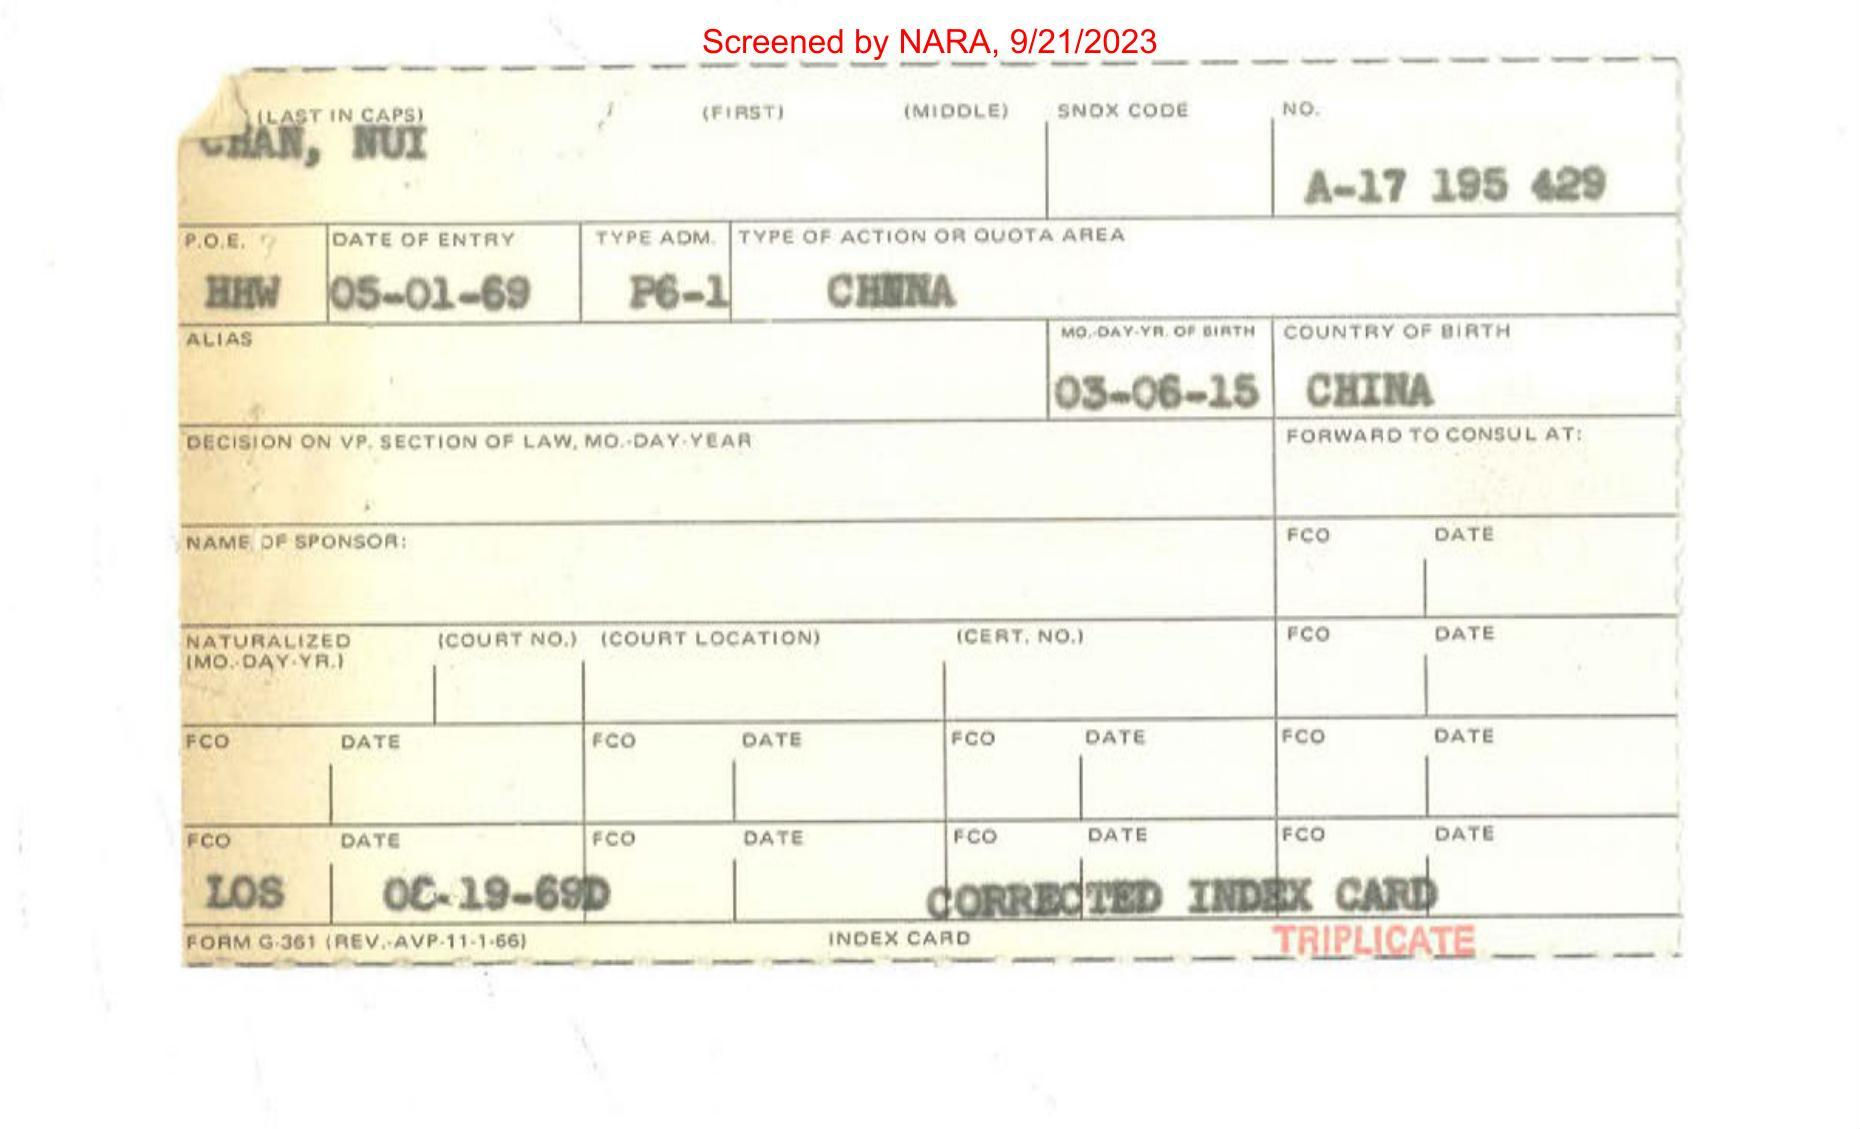 Screened by NARA, 9/21/2023
(LAST IN CAPS) (FIRST) (MIDDLE) SNDX CODE NO.
CHAN, NUI
A-17 195 429
P.O.E. DATE OF ENTRY TYPE ADM. TYPE OF ACTION OR QUOTA AREA
HHW 05-01-69 P6-1 CHINA
ALIAS MO.-DAY-YR. OF BIRTH COUNTRY OF BIRTH
03-06-15 CHINA
DECISION ON VP. SECTION OF LAW, MO.-DAY-YEAR FORWARD TO CONSUL AT:
NAME OF SPONSOR: FCO DATE
NATURALIZED (COURT NO.) (COURT LOCATION) (CERT. NO.) FCO DATE
(MO.-DAY-YR.)
FCO DATE FCO DATE FCO DATE FCO DATE
FCO DATE FCO DATE FCO DATE FCO DATE
LOS CORRECTED INDEX CARD
FORM G-361 (REV.-AVP-11-1-66) INDEX CARD TRIPLICATE